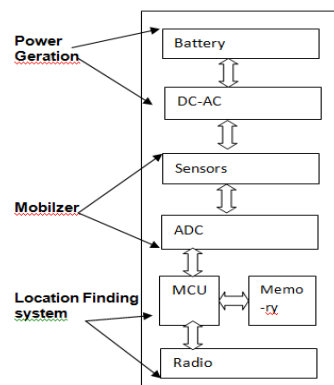 Power
Geration
Battery
DC-AC
Sensors
Mobilzer
ADC
Location Finding
system
MCU
Memo
-ry
Radio